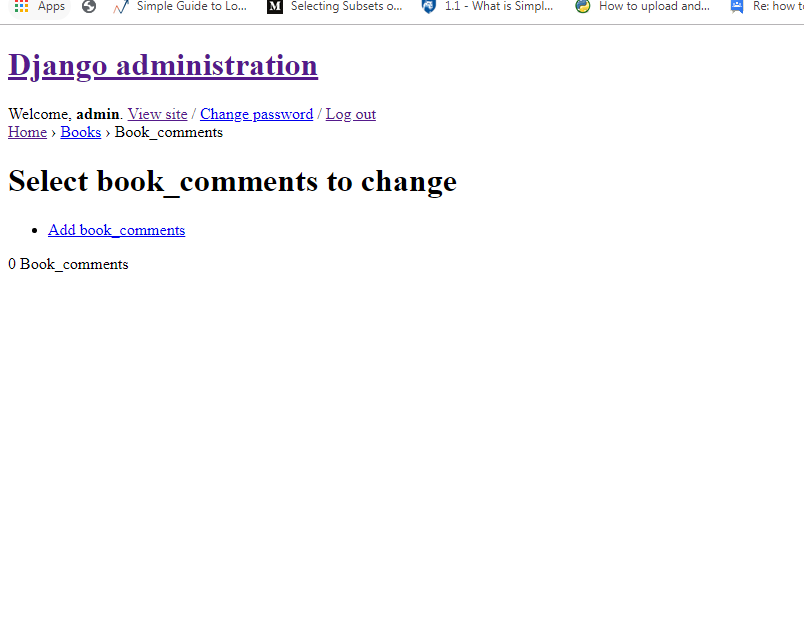 Apps Simple Guide to Lo... M Selecting Subsets o... 1.1 - What is Simpl... How to upload and... Re: how t
Django administration
Welcome, admin. View site / Change password / Log out
Home › Books › Book_comments
Select book_comments to change
Add book_comments
0 Book_comments